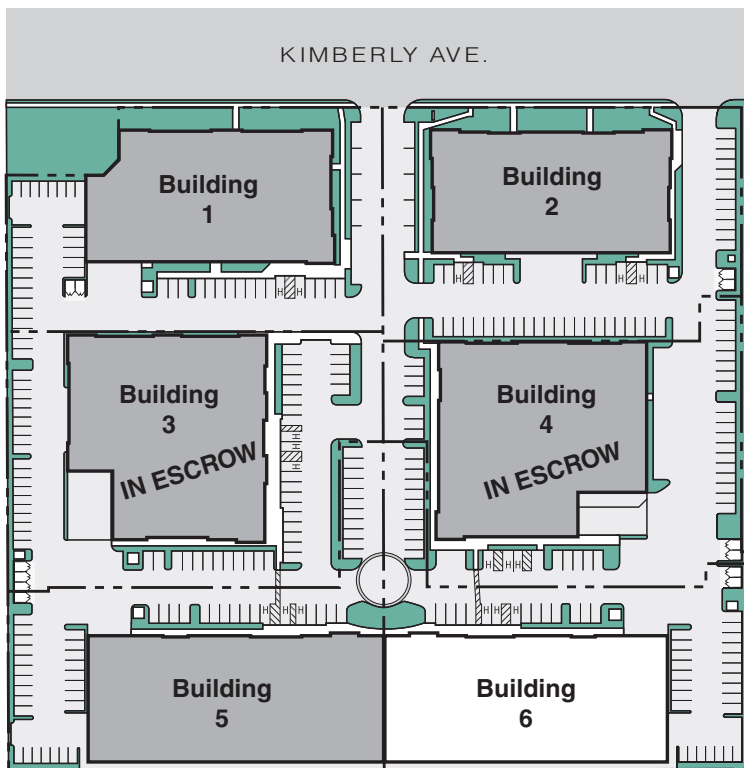 KIMBERLY AVE.
Building
1
Building
2
H H
H
H H
Building
3
IN ESCROW
Building
4
IN ESCROW
H
H
H
H
H H
H H
H H
Building
5
Building
6